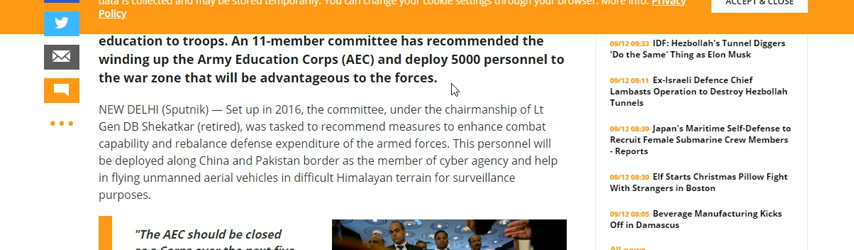 data is collected and may be stored temporarily. You can change your cookie settings through your browser. More info: Privacy
Policy
ACCEPT & CLOSE
education to troops. An 11-member committee has recommended the
winding up the Army Education Corps (AEC) and deploy 5000 personnel to
the war zone that will be advantageous to the forces.
NEW DELHI (Sputnik) — Set up in 2016, the committee, under the chairmanship of Lt
Gen DB Shekatkar (retired), was tasked to recommend measures to enhance combat
capability and rebalance defense expenditure of the armed forces. This personnel will
be deployed along China and Pakistan border as the member of cyber agency and help
in flying unmanned aerial vehicles in difficult Himalayan terrain for surveillance
purposes.
"The AEC should be closed
as a Corps over the next five
09/12 09:33 IDF: Hezbollah's Tunnel Diggers
'Do the Same' Thing as Elon Musk
09/12 09:11 Ex-Israeli Defence Chief
Lambasts Operation to Destroy Hezbollah
Tunnels
09/12 08:39 Japan's Maritime Self-Defense to
Recruit Female Submarine Crew Members
- Reports
09/12 08:30 Elf Starts Christmas Pillow Fight
With Strangers in Boston
09/12 08:05 Beverage Manufacturing Kicks
Off in Damascus
All news